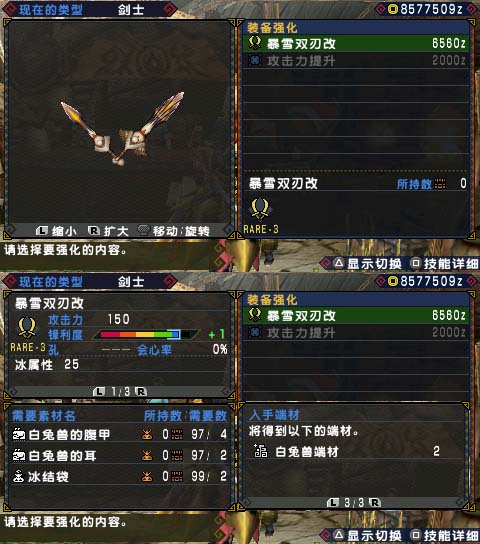 现在的类型 剑士
8577509z
装备强化
暴雪双刃改 6560z
攻击力提升 2000z
暴雪双刃改 所持数 0
RARE-3
L 缩小 R 扩大 移动:旋转
请选择要强化的内容。
△显示切换 □技能详细
现在的类型 剑士
8577509z
暴雪双刃改
攻击力 150
锋利度 +1
RARE-3
孔 --- 会心率 0%
冰属性 25
L 1/3 R
装备强化
暴雪双刃改 6560z
攻击力提升 2000z
需要素材名 所持数:需要数
白兔兽的腹甲 0 97/ 4
白兔兽的耳 0 97/ 2
冰结袋 0 99/ 2
入手端材
将得到以下的端材。
白兔兽端材 2
L 3/3 R
请选择要强化的内容。
△显示切换 □技能详细